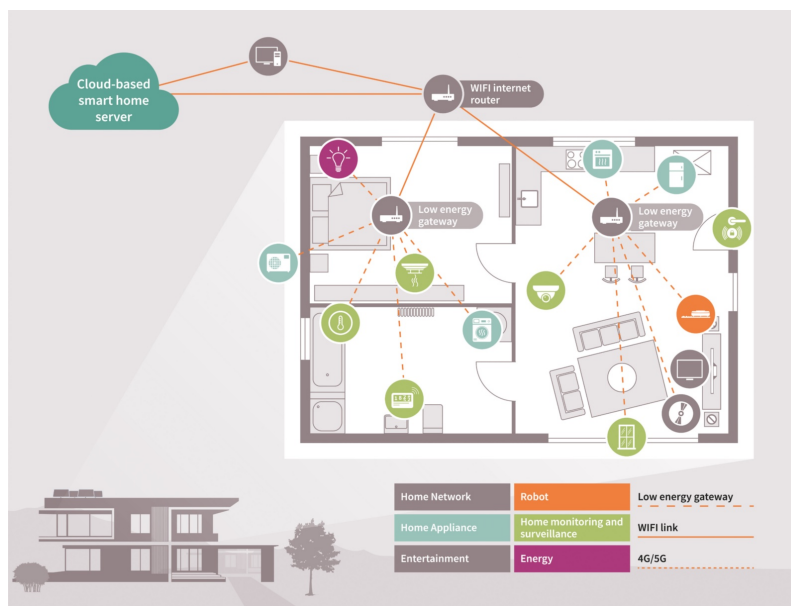 Cloud-based
smart home
server
WIFI internet
router
Low energy
gateway
Low energy
gateway
Home Network
Robot
Low energy gateway
Home Appliance
Home monitoring and
surveillance
WIFI link
Entertainment
Energy
4G/5G